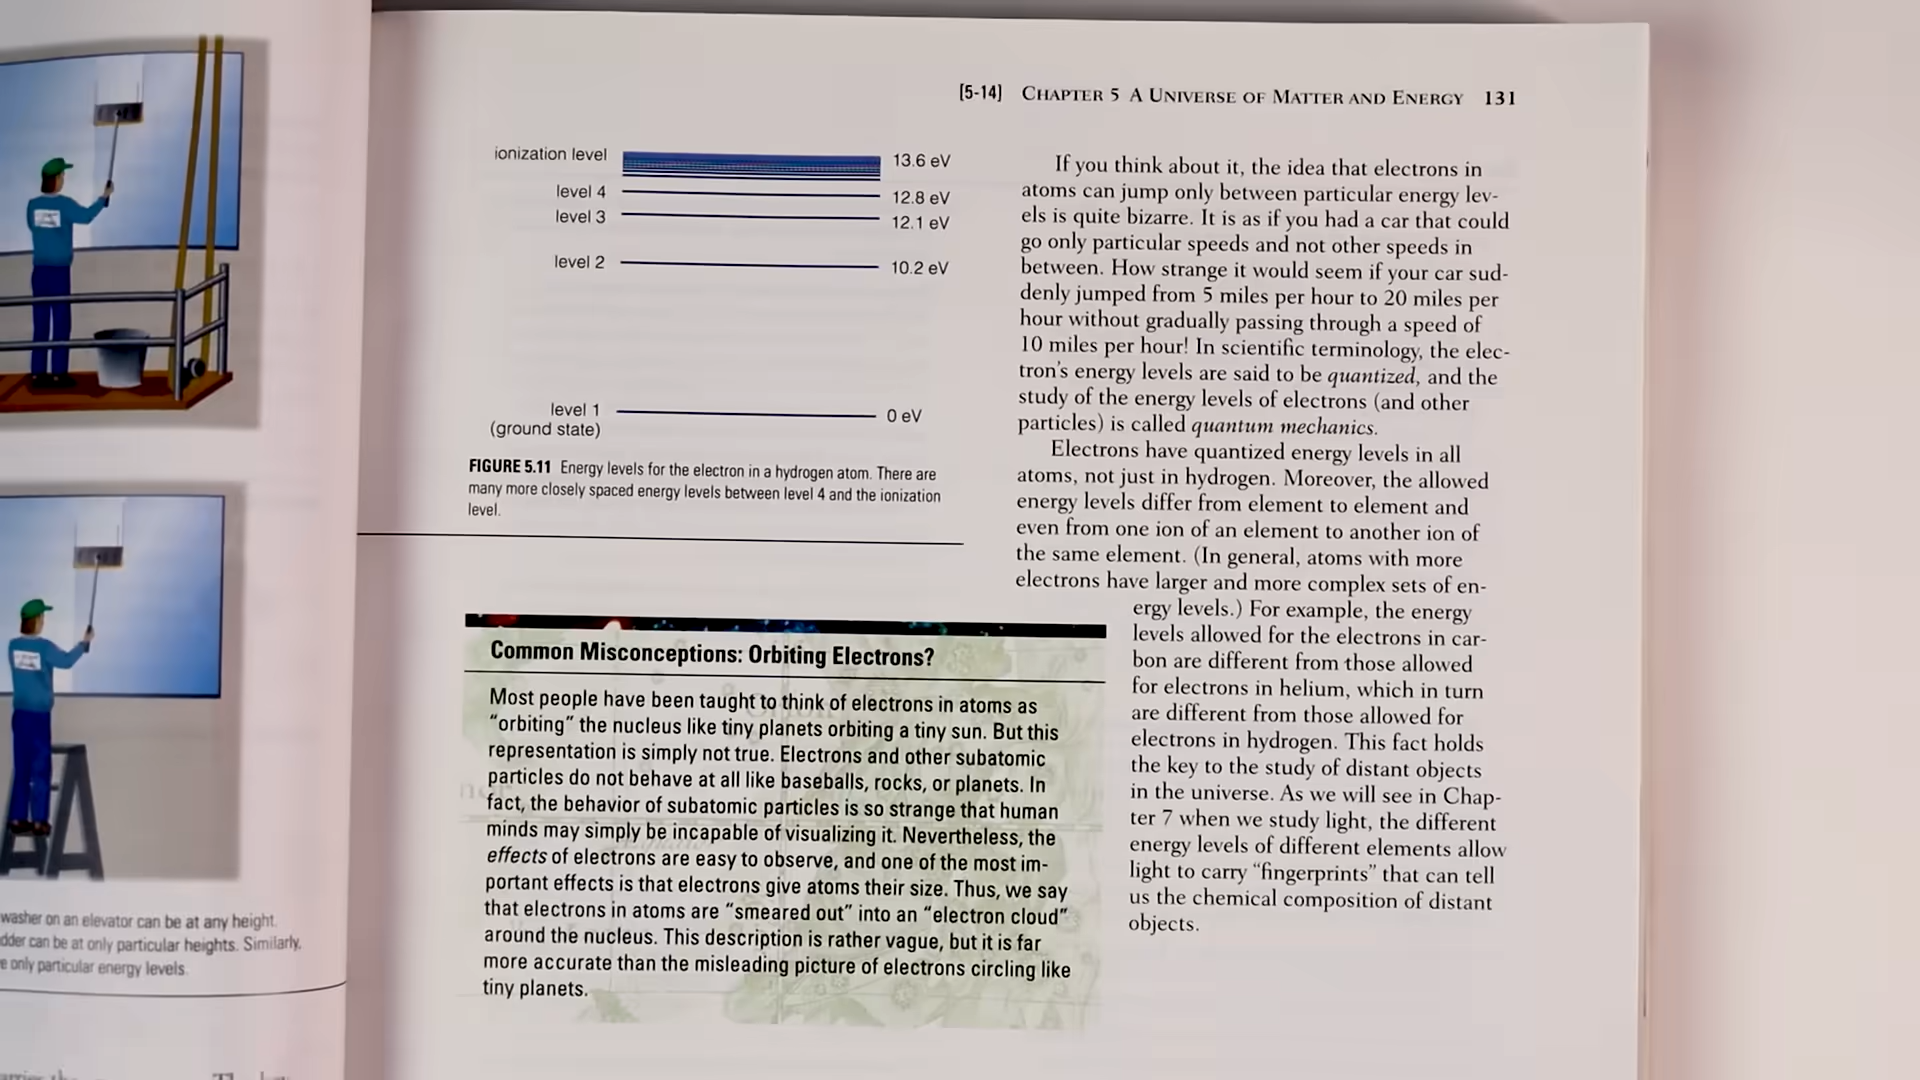 washer on an elevator can be at any height.
dder can be at only particular heights. Similarly,
e only particular energy levels.
[5-14] CHAPTER 5 A UNIVERSE OF MATTER AND ENERGY 131
ionization level 13.6 eV
level 4 12.8 eV
level 3 12.1 eV
level 2 10.2 eV
level 1 0 eV
(ground state)
FIGURE 5.11 Energy levels for the electron in a hydrogen atom. There are
many more closely spaced energy levels between level 4 and the ionization
level.
Common Misconceptions: Orbiting Electrons?
Most people have been taught to think of electrons in atoms as
“orbiting” the nucleus like tiny planets orbiting a tiny sun. But this
representation is simply not true. Electrons and other subatomic
particles do not behave at all like baseballs, rocks, or planets. In
fact, the behavior of subatomic particles is so strange that human
minds may simply be incapable of visualizing it. Nevertheless, the
effects of electrons are easy to observe, and one of the most im-
portant effects is that electrons give atoms their size. Thus, we say
that electrons in atoms are “smeared out” into an “electron cloud”
around the nucleus. This description is rather vague, but it is far
more accurate than the misleading picture of electrons circling like
tiny planets.
If you think about it, the idea that electrons in
atoms can jump only between particular energy lev-
els is quite bizarre. It is as if you had a car that could
go only particular speeds and not other speeds in
between. How strange it would seem if your car sud-
denly jumped from 5 miles per hour to 20 miles per
hour without gradually passing through a speed of
10 miles per hour! In scientific terminology, the elec-
tron’s energy levels are said to be quantized, and the
study of the energy levels of electrons (and other
particles) is called quantum mechanics.
Electrons have quantized energy levels in all
atoms, not just in hydrogen. Moreover, the allowed
energy levels differ from element to element and
even from one ion of an element to another ion of
the same element. (In general, atoms with more
electrons have larger and more complex sets of en-
ergy levels.) For example, the energy
levels allowed for the electrons in car-
bon are different from those allowed
for electrons in helium, which in turn
are different from those allowed for
electrons in hydrogen. This fact holds
the key to the study of distant objects
in the universe. As we will see in Chap-
ter 7 when we study light, the different
energy levels of different elements allow
light to carry “fingerprints” that can tell
us the chemical composition of distant
objects.